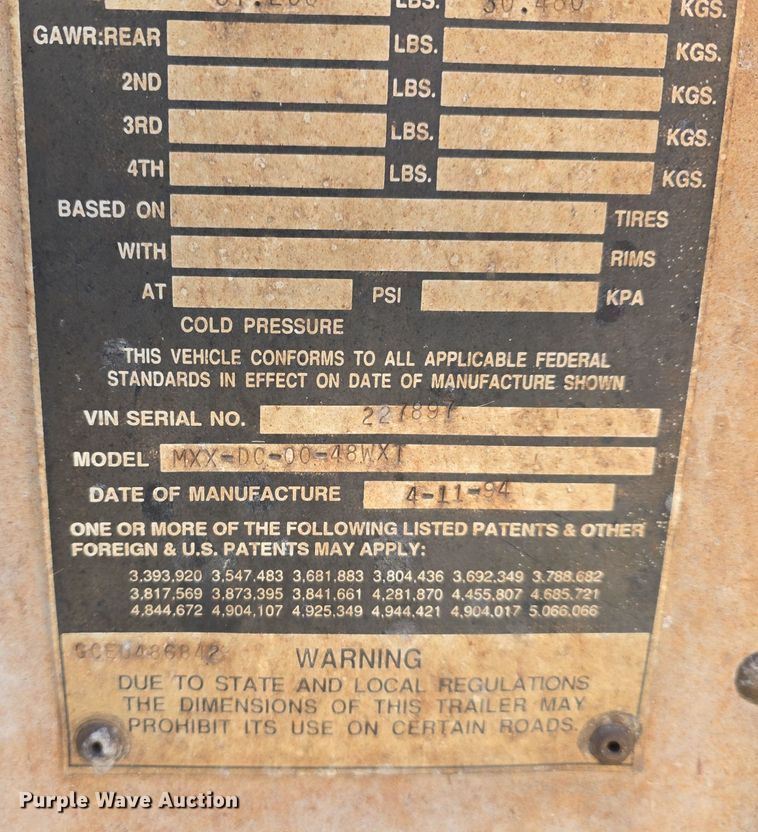 LBS. 30.480 KGS.
GAWR:REAR LBS. KGS.
2ND LBS. KGS.
3RD LBS. KGS.
4TH LBS. KGS.
BASED ON TIRES
WITH RIMS
AT PSI KPA
COLD PRESSURE
THIS VEHICLE CONFORMS TO ALL APPLICABLE FEDERAL
STANDARDS IN EFFECT ON DATE OF MANUFACTURE SHOWN
VIN SERIAL NO. 227897
MODEL MXX-DC-00-48WXT
DATE OF MANUFACTURE 4-11-94
ONE OR MORE OF THE FOLLOWING LISTED PATENTS & OTHER
FOREIGN & U.S. PATENTS MAY APPLY:
3,393,920 3,547,483 3,681,883 3,804,436 3,692,349 3,788,682
3,817,569 3,873,395 3,841,661 4,281,870 4,455,807 4,685,721
4,844,672 4,904,107 4,925,349 4,944,421 4,904,017 5,066,066
WARNING
DUE TO STATE AND LOCAL REGULATIONS
THE DIMENSIONS OF THIS TRAILER MAY
PROHIBIT ITS USE ON CERTAIN ROADS.
Purple Wave Auction